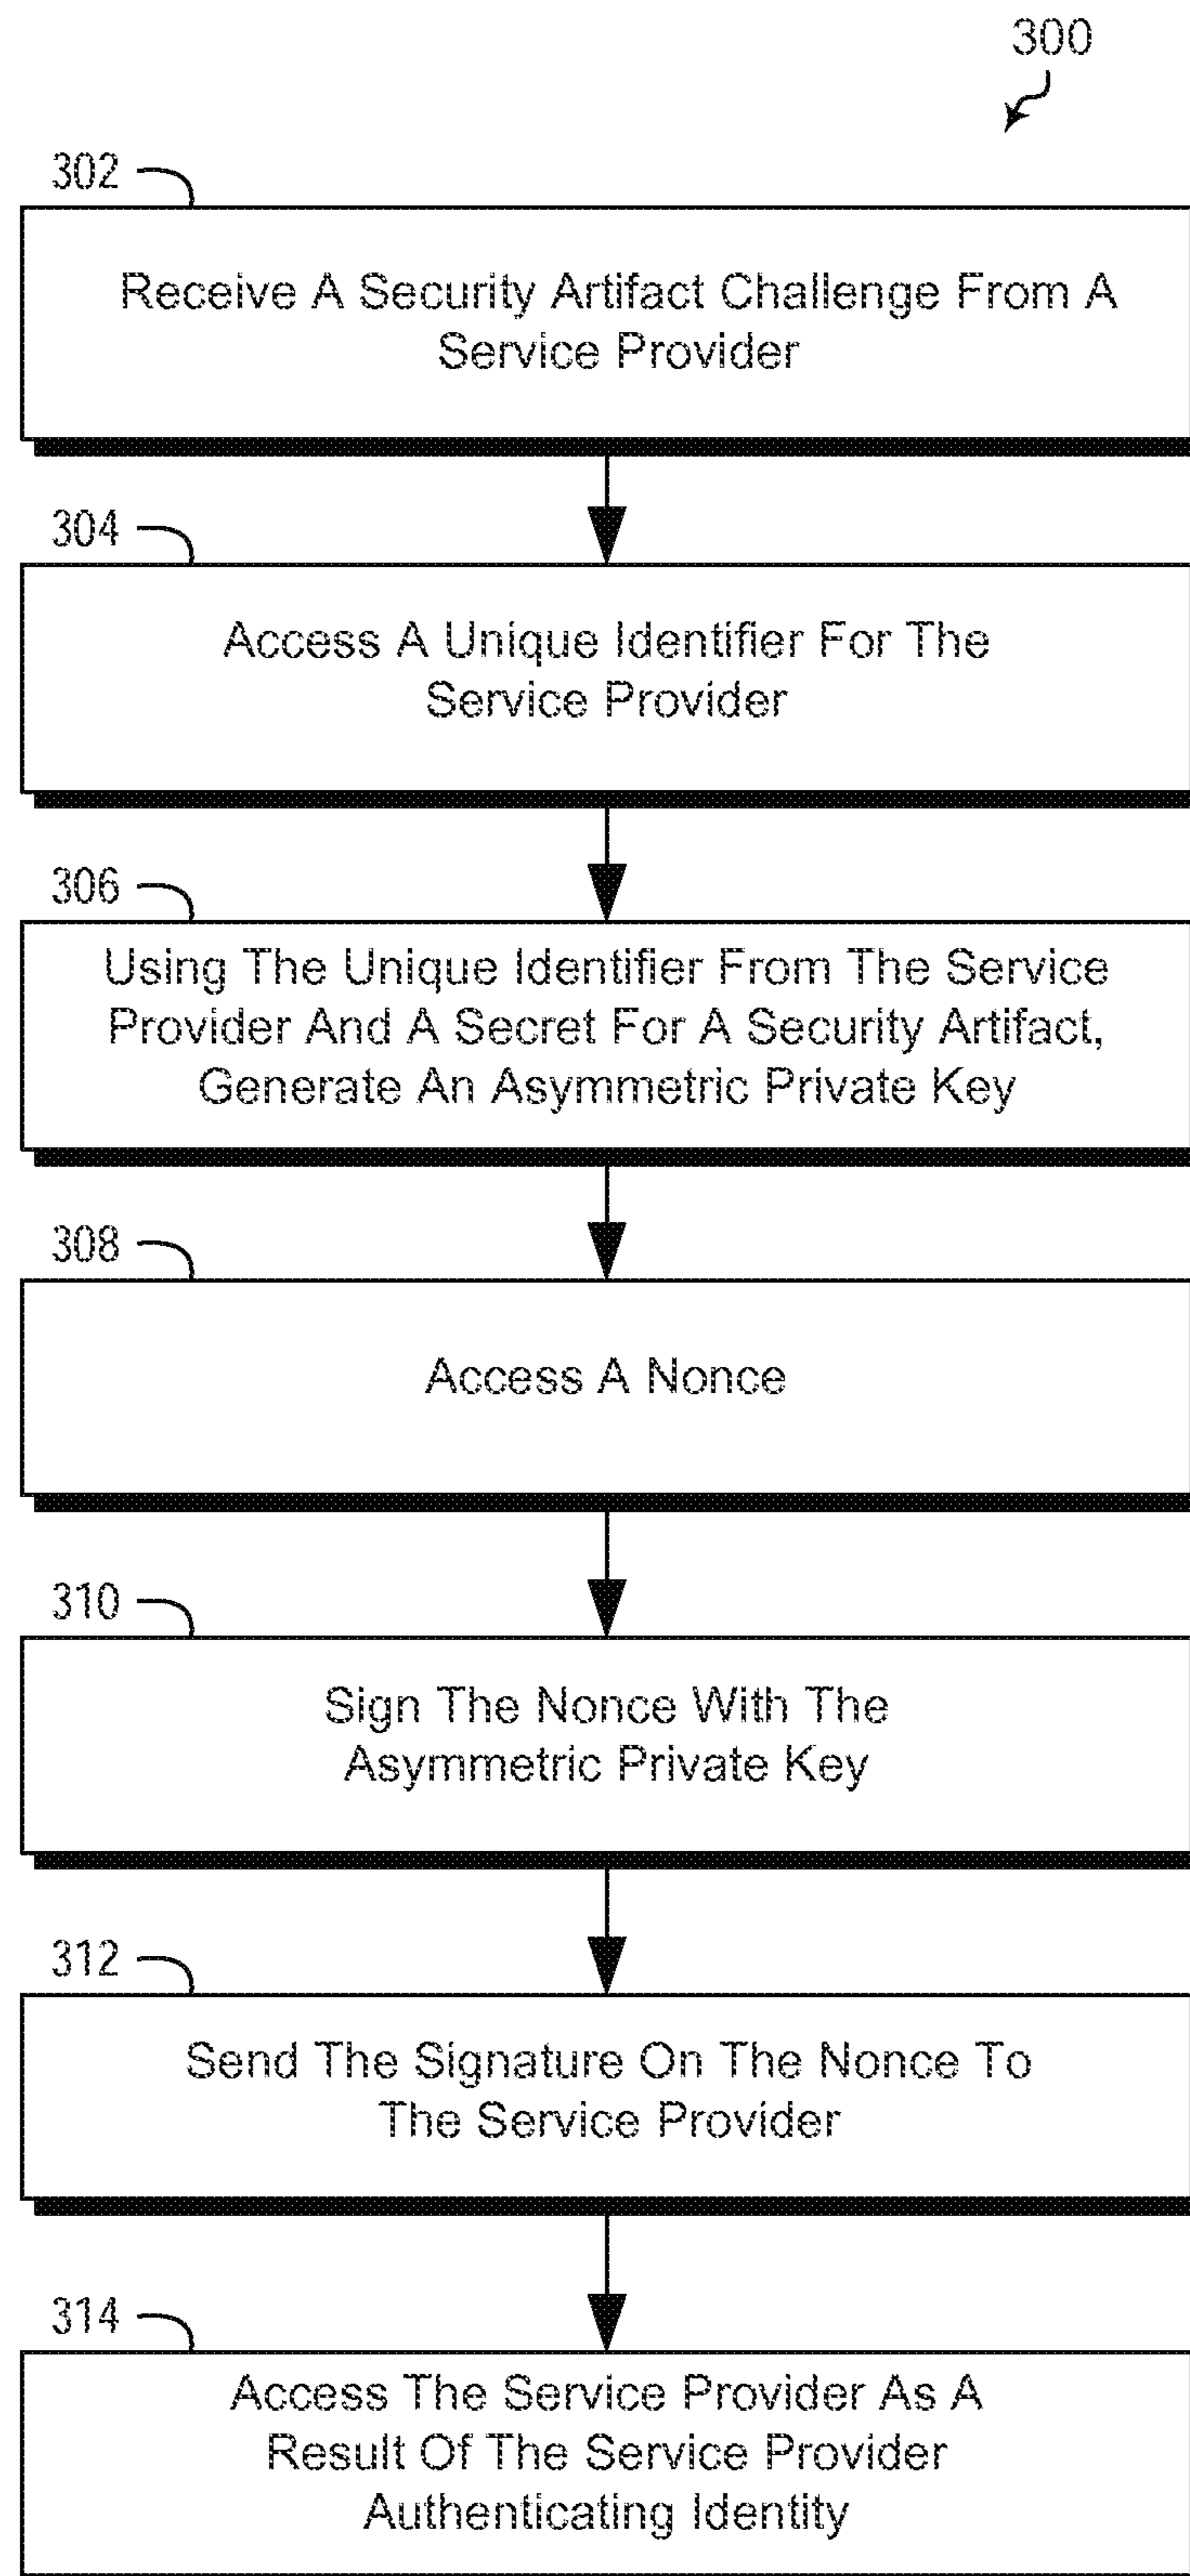 300
302
Receive A Security Artifact Challenge From A
Service Provider
304
Access A Unique Identifier For The
Service Provider
306
Using The Unique Identifier From The Service
Provider And A Secret For A Security Artifact,
Generate An Asymmetric Private Key
308
Access A Nonce
310
Sign The Nonce With The
Asymmetric Private Key
312
Send The Signature On The Nonce To
The Service Provider
314
Access The Service Provider As A
Result Of The Service Provider
Authenticating Identity